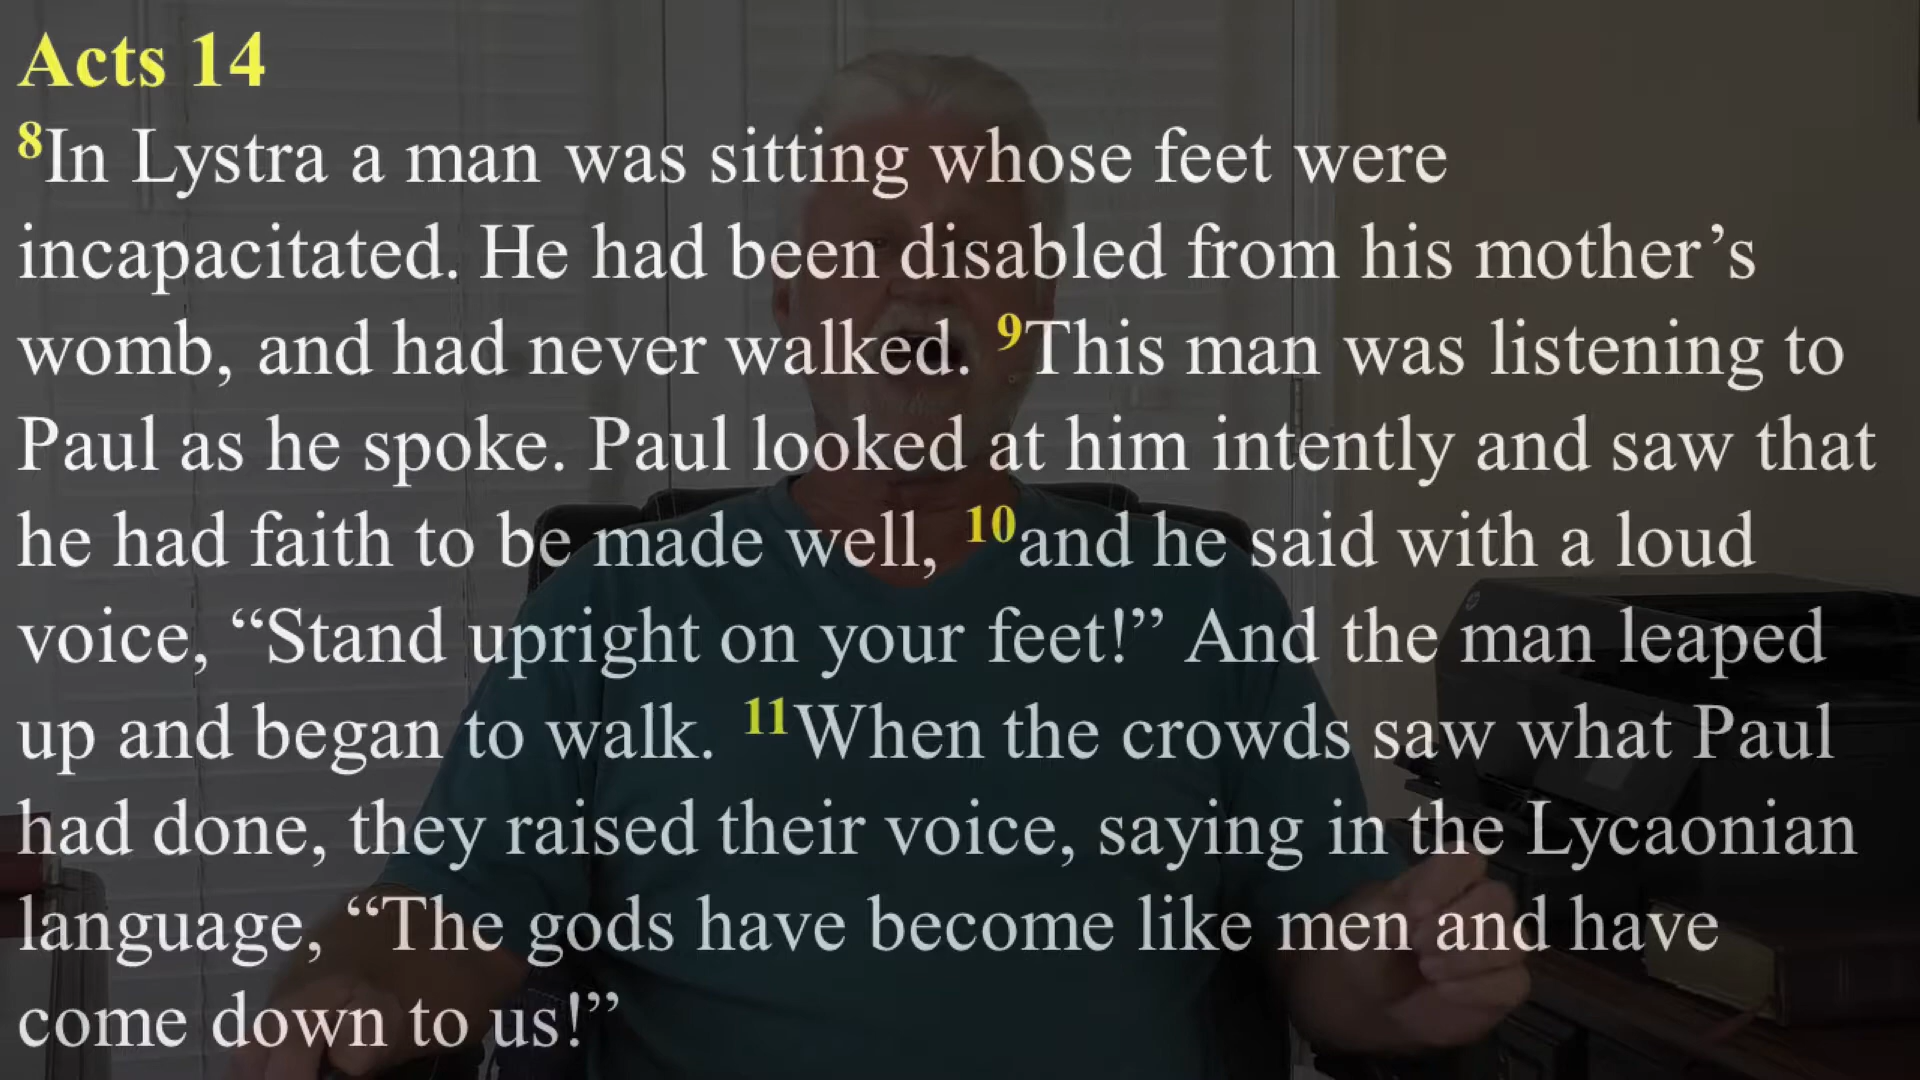 Acts 14
8In Lystra a man was sitting whose feet were
incapacitated. He had been disabled from his mother’s
womb, and had never walked. 9This man was listening to
Paul as he spoke. Paul looked at him intently and saw that
he had faith to be made well, 10and he said with a loud
voice, “Stand upright on your feet!” And the man leaped
up and began to walk. 11When the crowds saw what Paul
had done, they raised their voice, saying in the Lycaonian
language, “The gods have become like men and have
come down to us!”